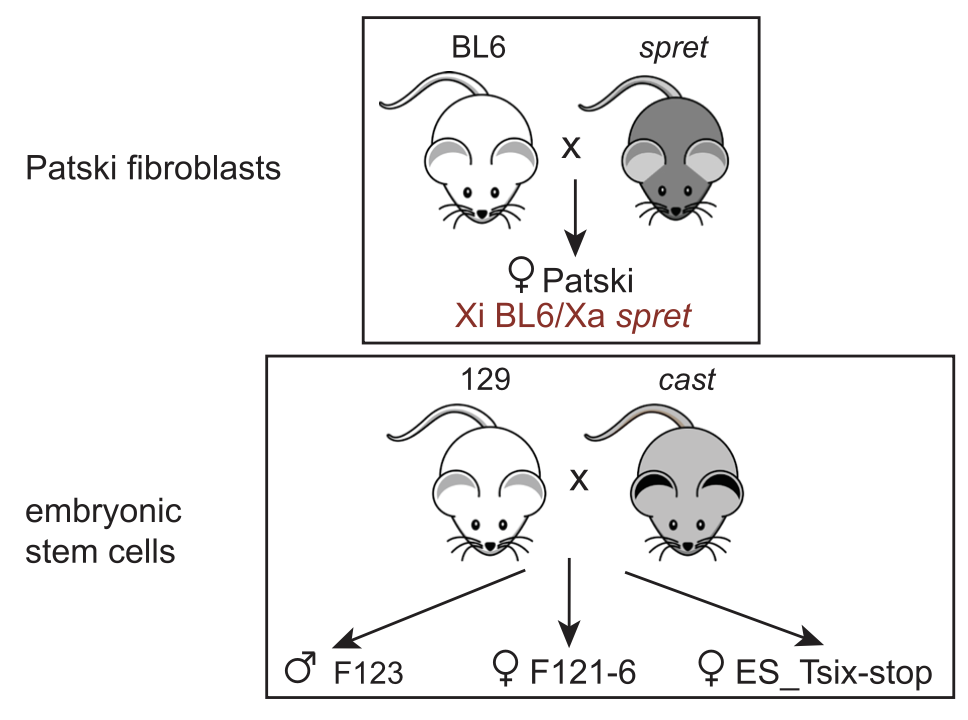 BL6 spret
Patski fibroblasts
x
♀ Patski
Xi BL6/Xa spret
129 cast
x
embryonic
stem cells
♂ F123 ♀ F121-6 ♀ ES_Tsix-stop